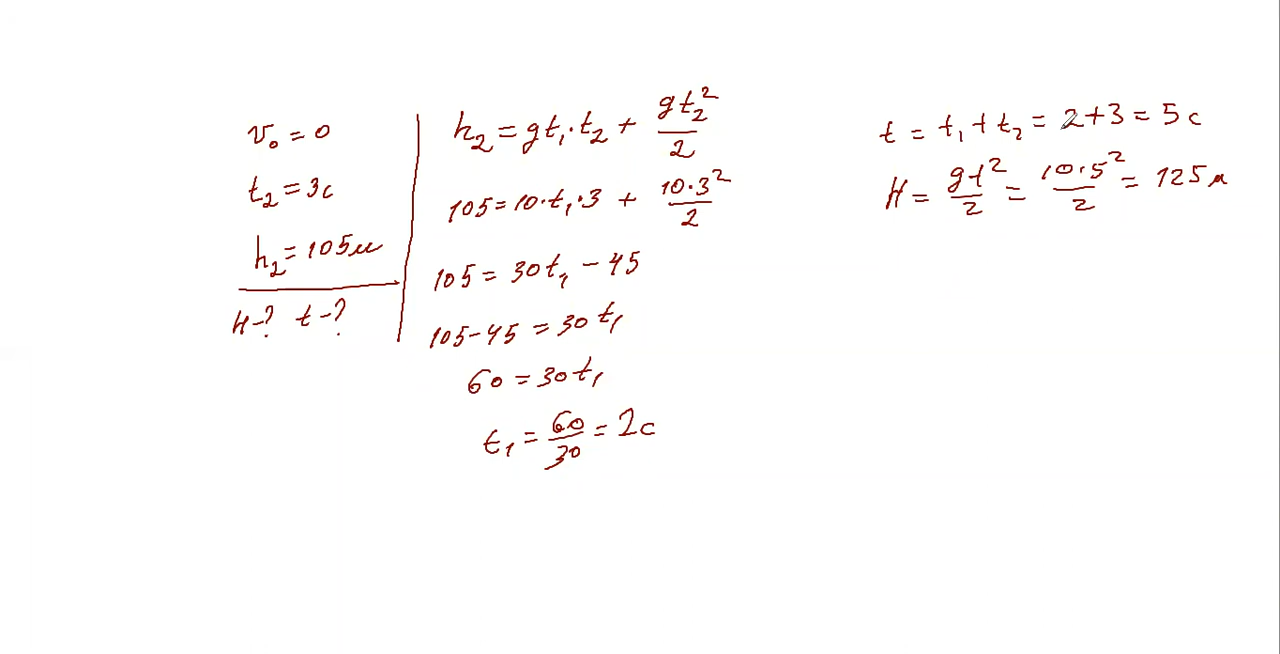 v₀ = 0
t₂ = 3с
h₂ = 105м
H-? t-?
h₂ = gt₁·t₂ + gt₂²/2
105 = 10·t₁·3 + 10·3²/2
105 = 30t₁ - 45
105-45 = 30t₁
60 = 30t₁
t₁ = 60/30 = 2с
t = t₁ + t₂ = 2+3 = 5с
H = gt²/2 = 10·5²/2 = 125м